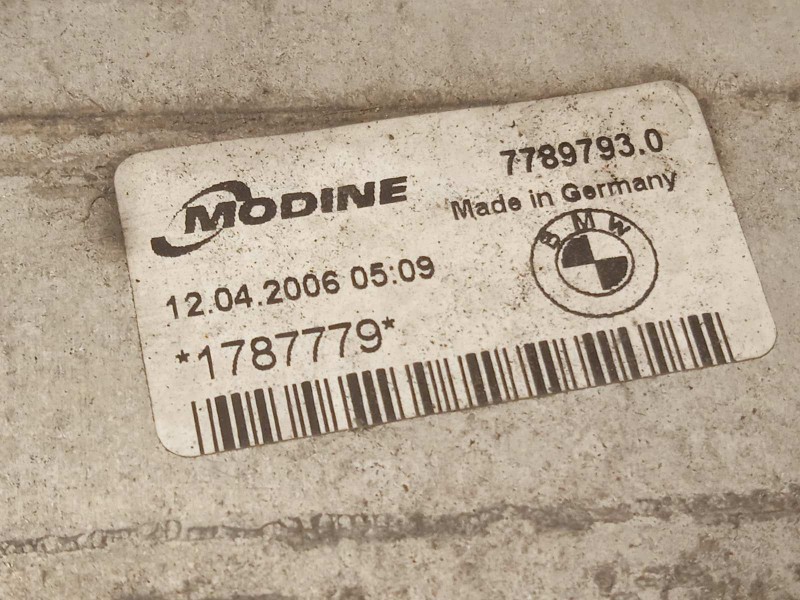 MODINE
7789793.0
Made in Germany
BMW
12.04.2006 05:09
*1787779*